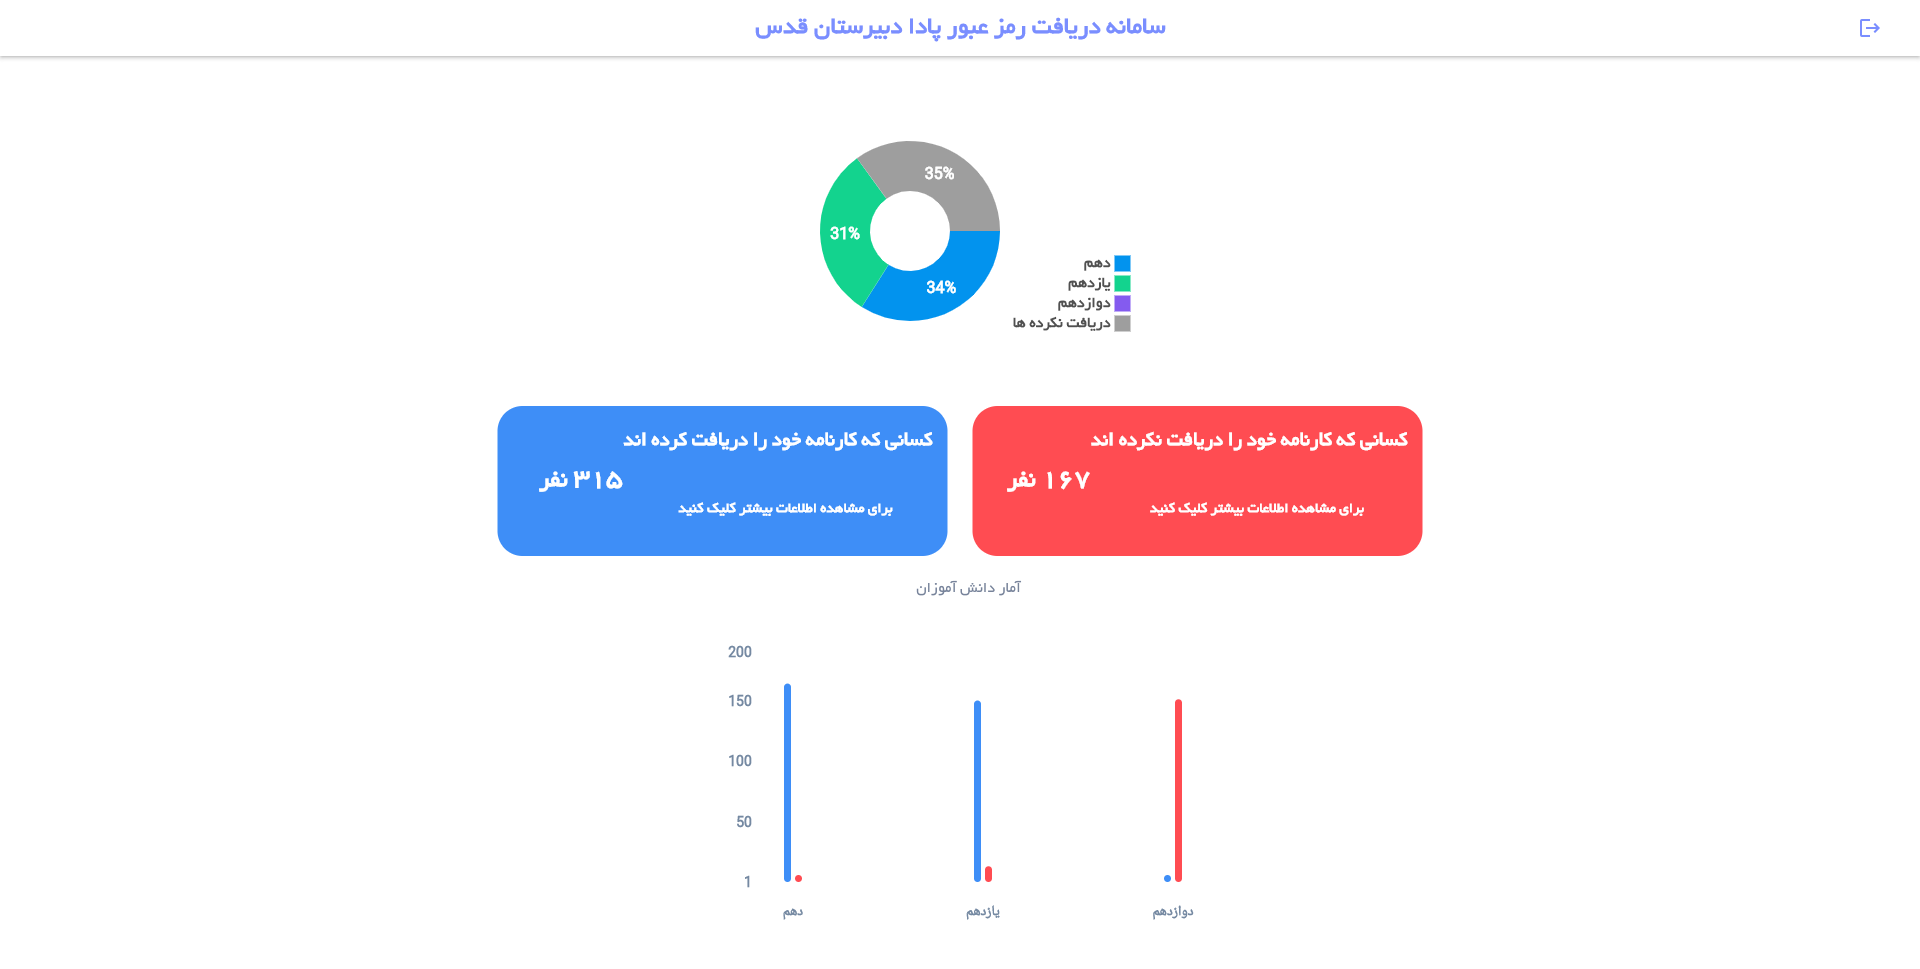 سامانه دریافت رمز عبور پادا دبیرستان قدس
35%
31%
34%
دهم
یازدهم
دوازدهم
دریافت نکرده ها
کسانی که کارنامه خود را دریافت نکرده اند
۱۶۷ نفر
برای مشاهده اطلاعات بیشتر کلیک کنید
کسانی که کارنامه خود را دریافت کرده اند
۳۱۵ نفر
برای مشاهده اطلاعات بیشتر کلیک کنید
آمار دانش آموزان
200
150
100
50
1
دهم
یازدهم
دوازدهم